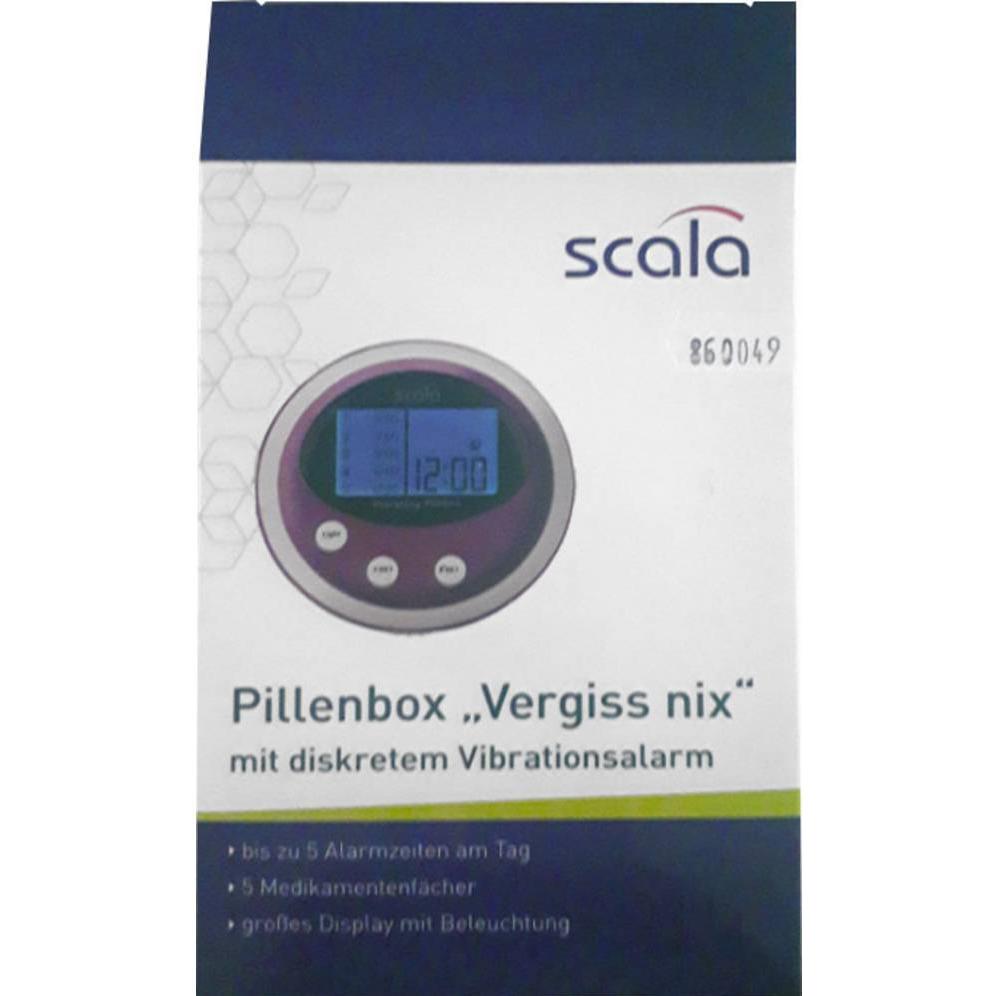 scala
860049
scala
12:00
Pillenbox „Vergiss nix“
mit diskretem Vibrationsalarm
‣ bis zu 5 Alarmzeiten am Tag
‣ 5 Medikamentenfächer
‣ großes Display mit Beleuchtung